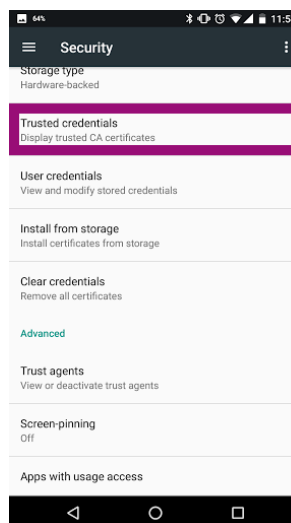 64%
11:5
Security
Storage type
Hardware-backed
Trusted credentials
Display trusted CA certificates
User credentials
View and modify stored credentials
Install from storage
Install certificates from storage
Clear credentials
Remove all certificates
Advanced
Trust agents
View or deactivate trust agents
Screen-pinning
Off
Apps with usage access